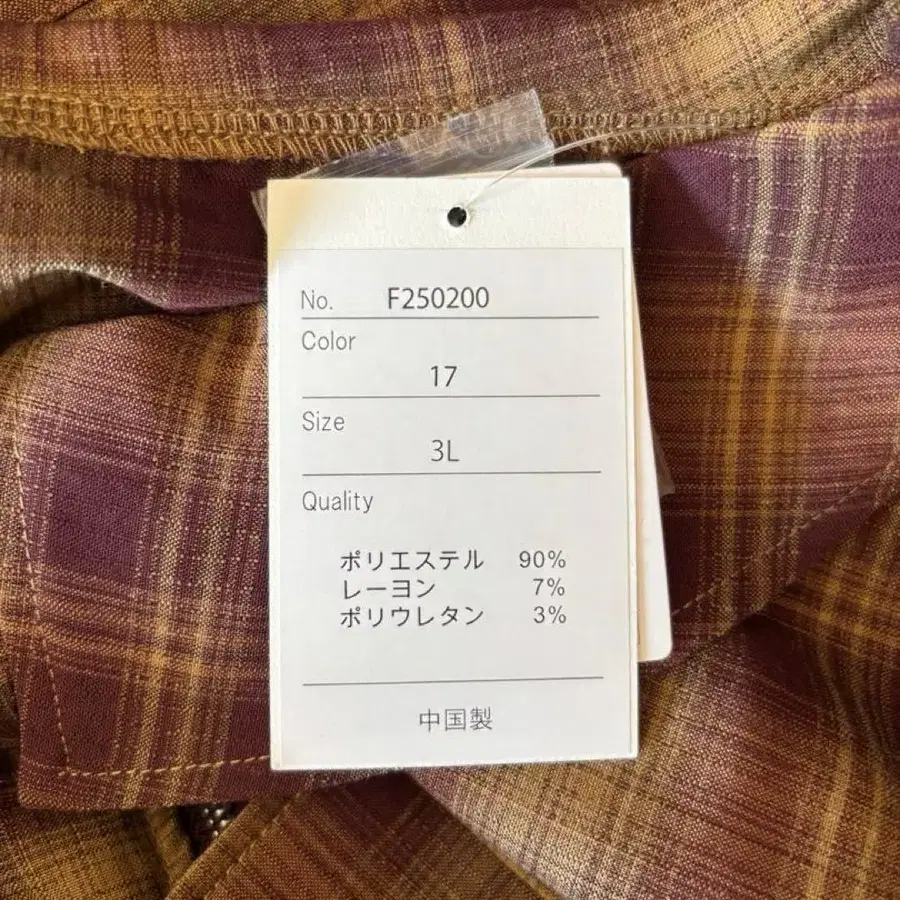 No. F250200
Color
17
Size
3L
Quality
ポリエステル 90%
レーヨン 7%
ポリウレタン 3%
中国製